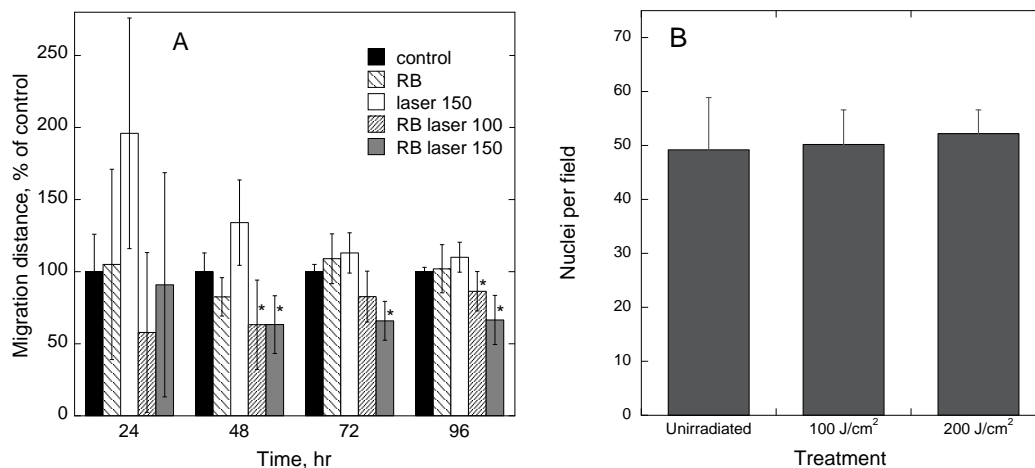 A
control
RB
laser 150
RB laser 100
RB laser 150
Migration distance, % of control
250
200
150
100
50
0
* * * * *
24 48 72 96
Time, hr
B
Nuclei per field
70
60
50
40
30
20
10
0
Unirradiated 100 J/cm² 200 J/cm²
Treatment